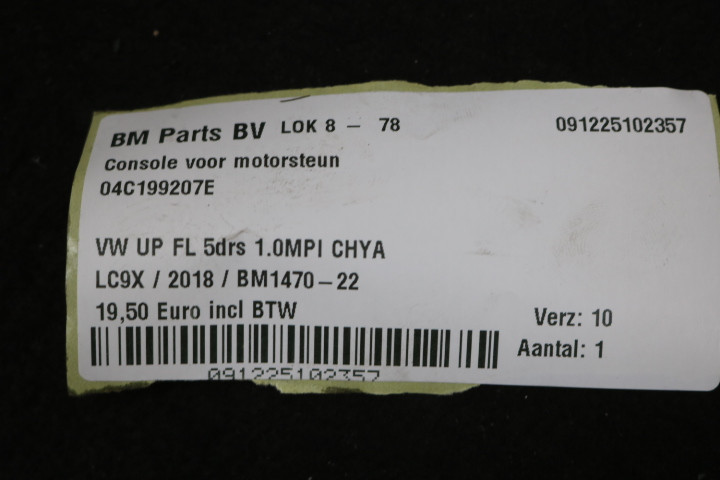 BM Parts BV LOK 8 - 78 091225102357
Console voor motorsteun
04C199207E
VW UP FL 5drs 1.0MPI CHYA
LC9X / 2018 / BM1470-22
19,50 Euro incl BTW
Verz: 10
Aantal: 1
091225102357